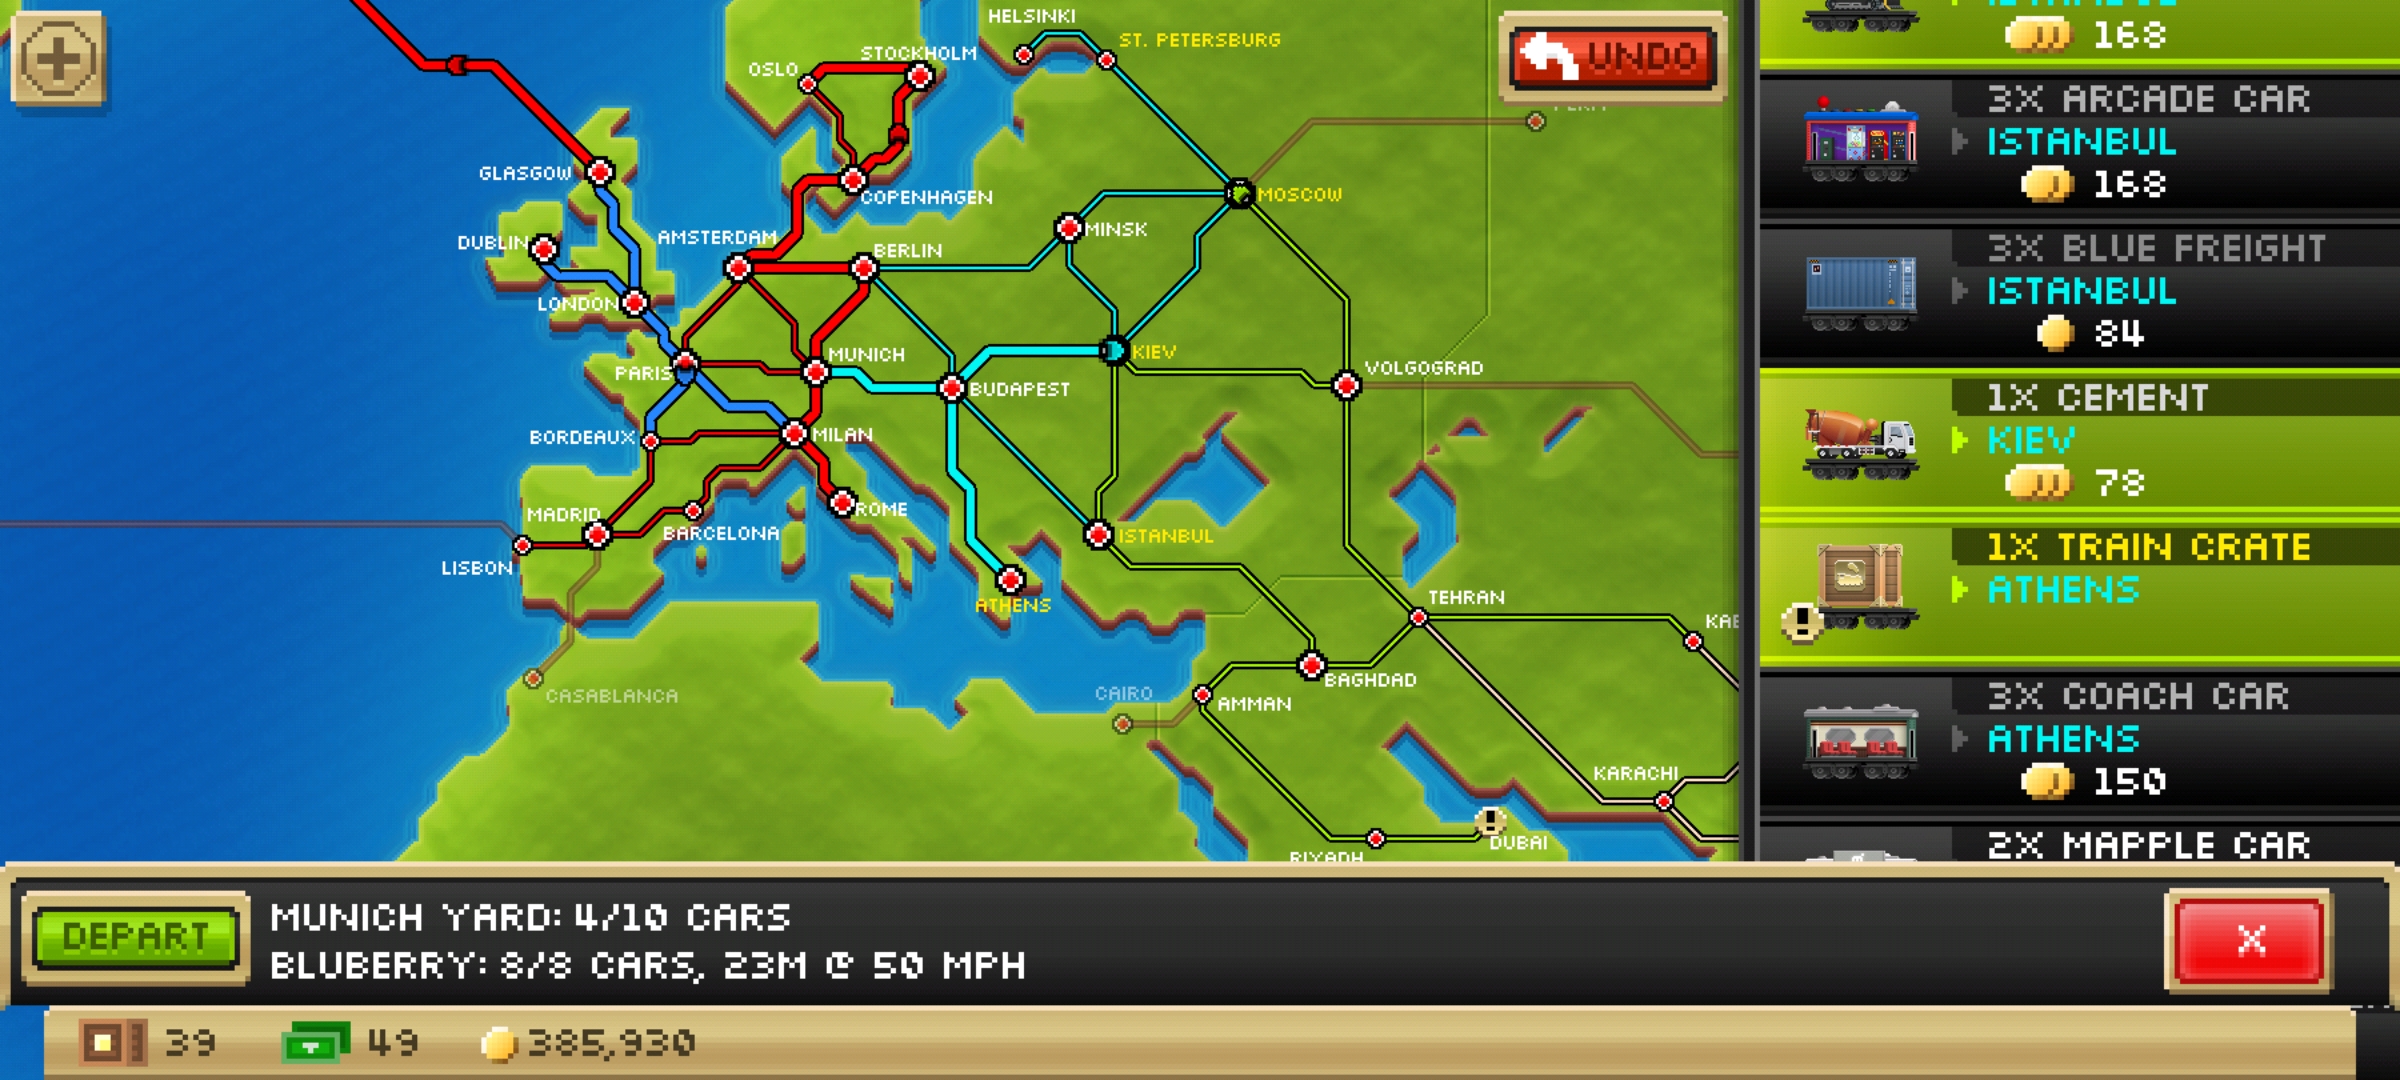 HELSINKI
ST. PETERSBURG
STOCKHOLM
OSLO
UNDO
GLASGOW
COPENHAGEN
MOSCOW
DUBLIN
AMSTERDAM
BERLIN
MINSK
LONDON
PARIS
MUNICH
KIEV
BUDAPEST
VOLGOGRAD
BORDEAUX
MILAN
MADRID
ROME
BARCELONA
ISTANBUL
LISBON
ATHENS
TEHRAN
CASABLANCA
CAIRO
AMMAN
BAGHDAD
KARACHI
DUBAI
RIYADH
168
3X ARCADE CAR
ISTANBUL
168
3X BLUE FREIGHT
ISTANBUL
84
1X CEMENT
KIEV
78
1X TRAIN CRATE
ATHENS
3X COACH CAR
ATHENS
150
2X MAPPLE CAR
DEPART
MUNICH YARD: 4/10 CARS
BLUBERRY: 8/8 CARS, 23M @ 50 MPH
X
39
49
385,930